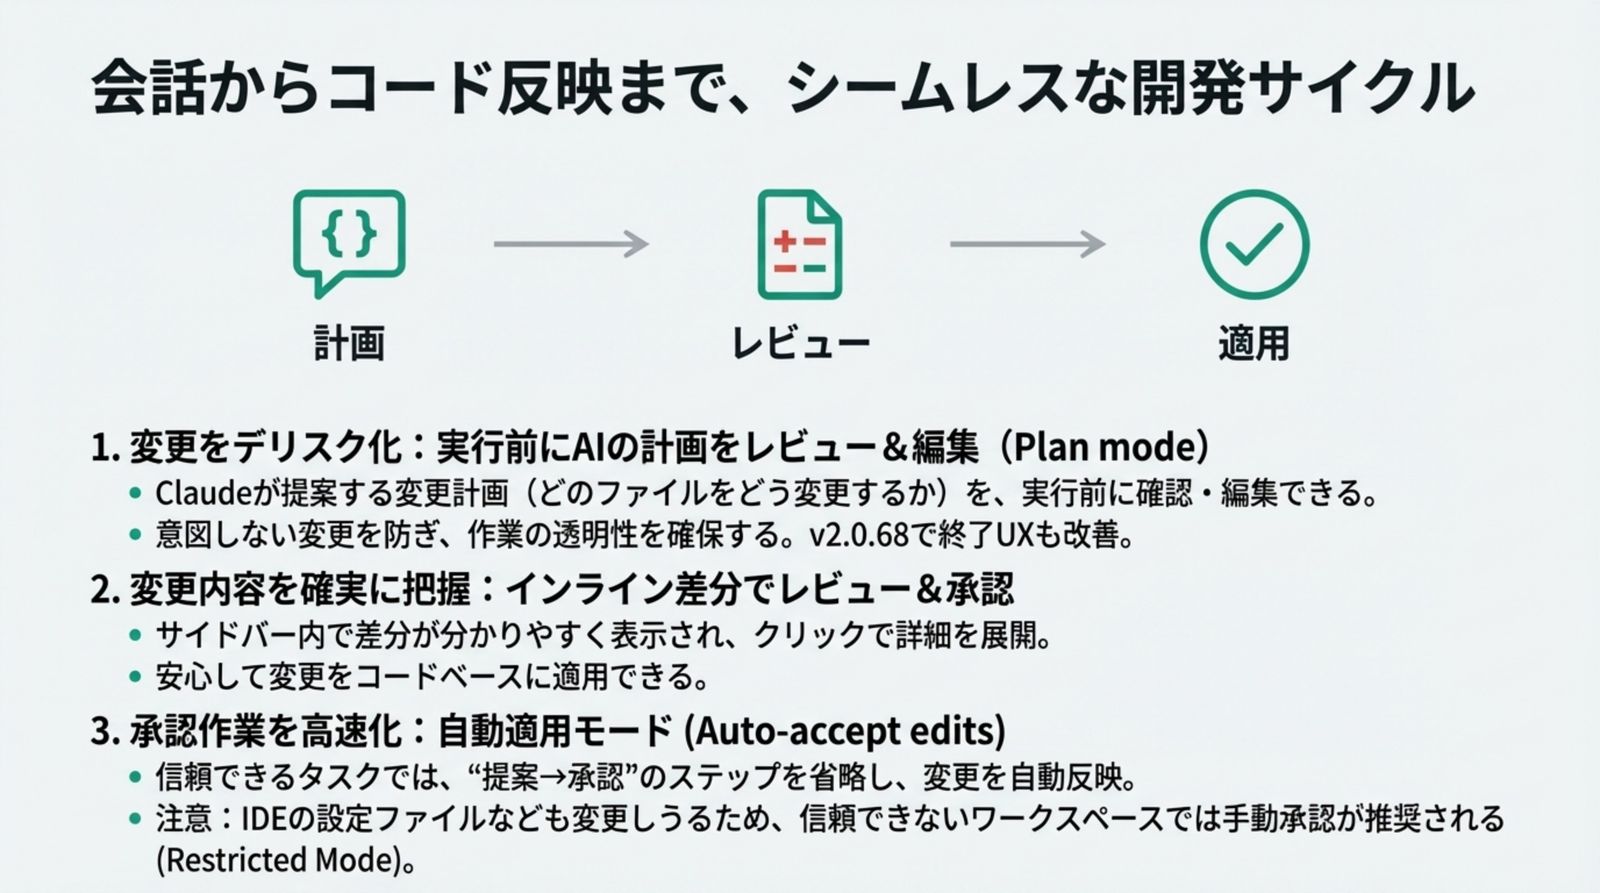 会話からコード反映まで、シームレスな開発サイクル
{}
計画
レビュー
適用
1. 変更をデリスク化：実行前にAIの計画をレビュー＆編集（Plan mode）
• Claudeが提案する変更計画（どのファイルをどう変更するか）を、実行前に確認・編集できる。
• 意図しない変更を防ぎ、作業の透明性を確保する。v2.0.68で終了UXも改善。
2. 変更内容を確実に把握：インライン差分でレビュー＆承認
• サイドバー内で差分が分かりやすく表示され、クリックで詳細を展開。
• 安心して変更をコードベースに適用できる。
3. 承認作業を高速化：自動適用モード (Auto-accept edits)
• 信頼できるタスクでは、“提案→承認”のステップを省略し、変更を自動反映。
• 注意：IDEの設定ファイルなども変更しうるため、信頼できないワークスペースでは手動承認が推奨される
(Restricted Mode)。